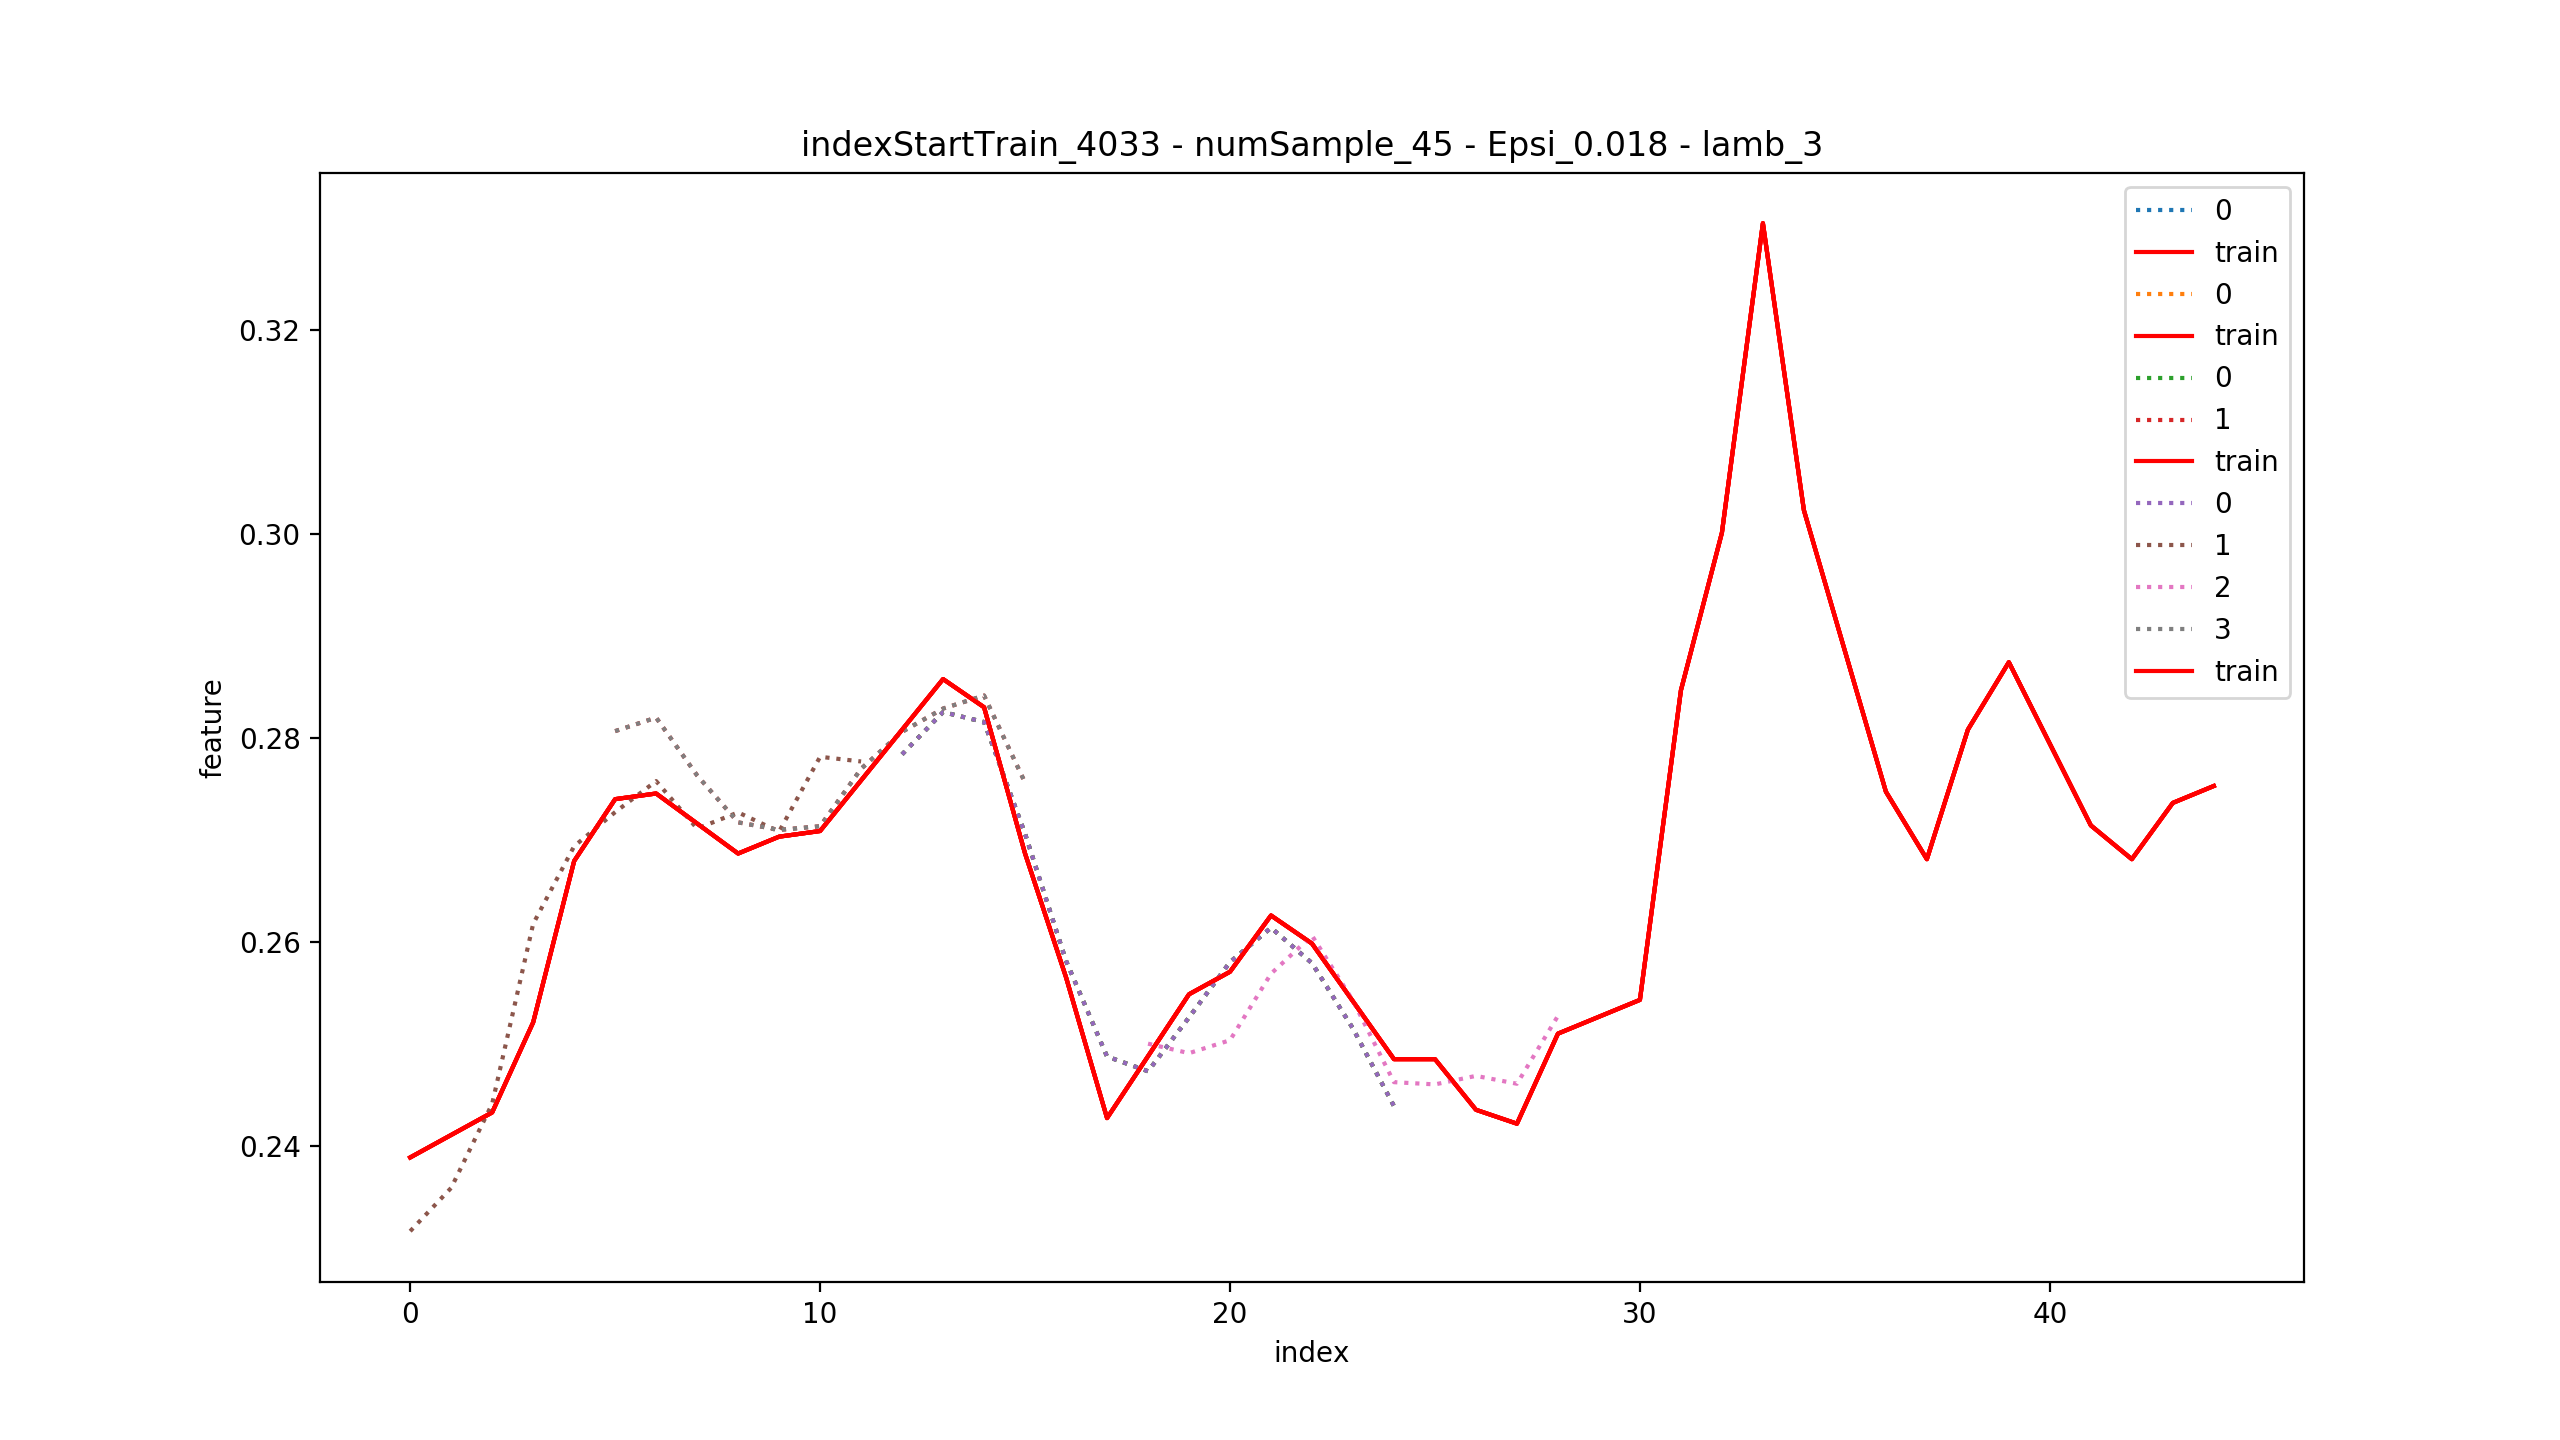 indexStartTrain_4033 - numSample_45 - Epsi_0.018 - lamb_3
0
train
0
train
0
1
train
0
1
2
3
train
0.32
0.30
0.28
0.26
0.24
feature
0 10 20 30 40
index